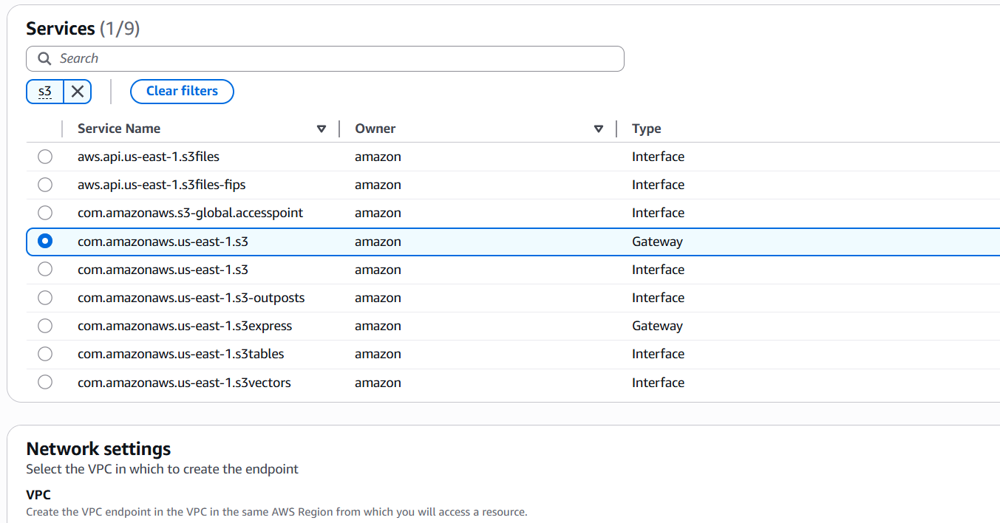 Services (1/9)
Search
s3
Clear filters
Service Name Owner Type
aws.api.us-east-1.s3files amazon Interface
aws.api.us-east-1.s3files-fips amazon Interface
com.amazonaws.s3-global.accesspoint amazon Interface
com.amazonaws.us-east-1.s3 amazon Gateway
com.amazonaws.us-east-1.s3 amazon Interface
com.amazonaws.us-east-1.s3-outposts amazon Interface
com.amazonaws.us-east-1.s3express amazon Gateway
com.amazonaws.us-east-1.s3tables amazon Interface
com.amazonaws.us-east-1.s3vectors amazon Interface
Network settings
Select the VPC in which to create the endpoint
VPC
Create the VPC endpoint in the VPC in the same AWS Region from which you will access a resource.